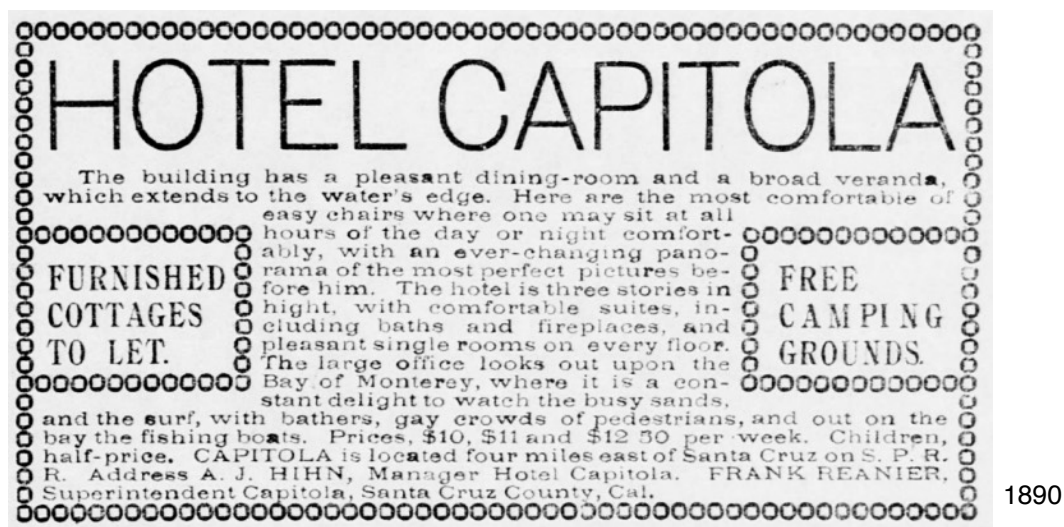 HOTEL CAPITOLA
The building has a pleasant dining-room and a broad veranda,
which extends to the water's edge. Here are the most comfortable of
easy chairs where one may sit at all
hours of the day or night comfort-
ably, with an ever-changing pano-
rama of the most perfect pictures be-
fore him. The hotel is three stories in
hight, with comfortable suites, in-
cluding baths and fireplaces, and
pleasant single rooms on every floor.
The large office looks out upon the
Bay of Monterey, where it is a con-
stant delight to watch the busy sands,
FURNISHED
COTTAGES
TO LET.
FREE
CAMPING
GROUNDS.
and the surf, with bathers, gay crowds of pedestrians, and out on the
bay the fishing boats. Prices, $10, $11 and $12 50 per week. Children,
half-price. CAPITOLA is located four miles east of Santa Cruz on S. P. R.
R. Address A. J. HIHN, Manager Hotel Capitola. FRANK REANIER,
Superintendent Capitola, Santa Cruz County, Cal.
1890